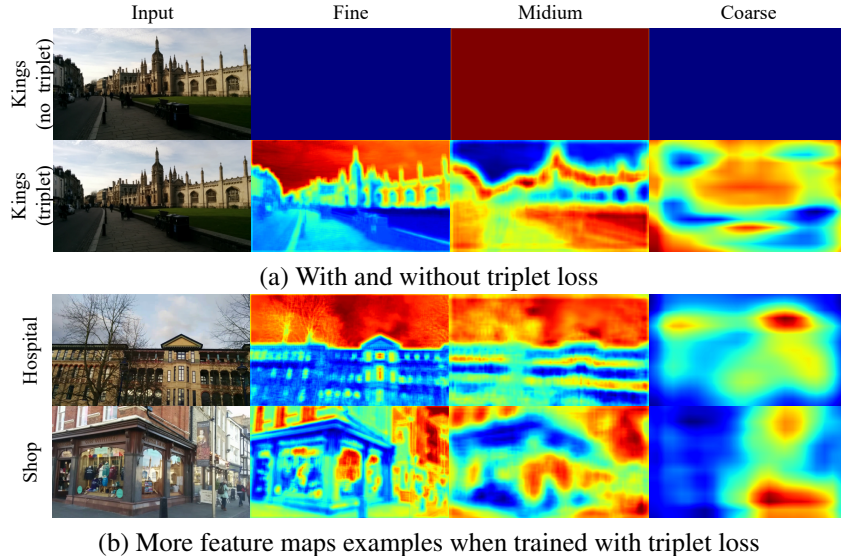 Input Fine Midium Coarse
Kings
(no triplet)
Kings
(triplet)
(a) With and without triplet loss
Hospital
Shop
(b) More feature maps examples when trained with triplet loss